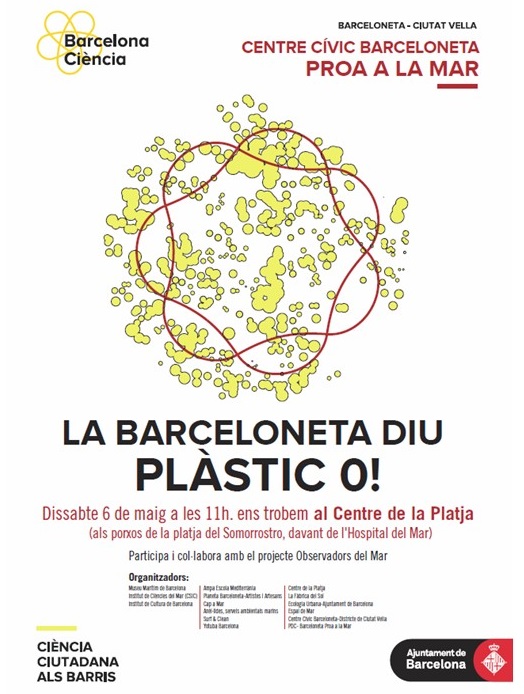 Barcelona
Ciència
BARCELONETA - CIUTAT VELLA
CENTRE CÍVIC BARCELONETA
PROA A LA MAR
LA BARCELONETA DIU
PLÀSTIC 0!
Dissabte 6 de maig a les 11h. ens trobem al Centre de la Platja
(als porxos de la platja del Somorrostro, davant de l'Hospital del Mar)
Participa i col·labora amb el projecte Observadors del Mar
Organitzadors:
Museu Marítim de Barcelona
Institut de Ciències del Mar (CSIC)
Institut de Cultura de Barcelona
Ampa Escola Mediterrània
Planeta Barceloneta-Artistes i Artesans
Cap a Mar
Anèl·lides, serveis ambientals marins
Surf & Clean
Yotuba Barcelona
Centre de la Platja
La Fàbrica del Sol
Ecologia Urbana-Ajuntament de Barcelona
Espai de Mar
Centre Cívic Barceloneta-Districte de Ciutat Vella
PDC- Barceloneta Proa a la Mar
CIÈNCIA
CIUTADANA
ALS BARRIS
Ajuntament de
Barcelona